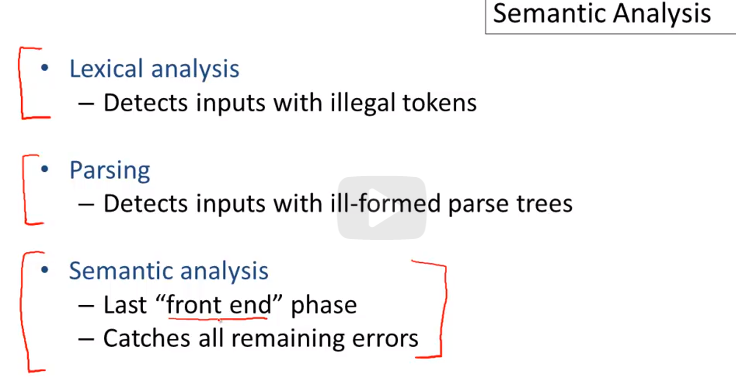 Semantic Analysis
• Lexical analysis
– Detects inputs with illegal tokens
• Parsing
– Detects inputs with ill-formed parse trees
• Semantic analysis
– Last “front end” phase
– Catches all remaining errors